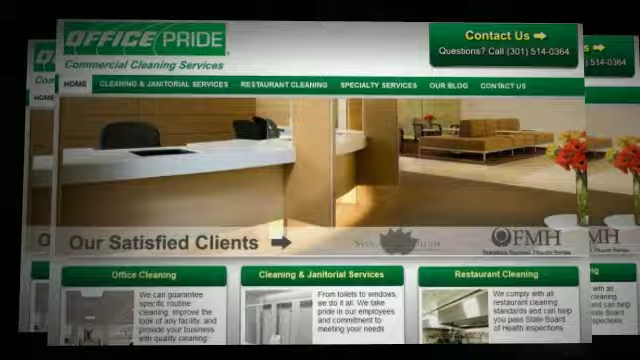 OFFICE PRIDE
Commercial Cleaning Services
Contact Us
Questions? Call (301) 514-0364
HOME
CLEANING & JANITORIAL SERVICES
RESTAURANT CLEANING
SPECIALTY SERVICES
OUR BLOG
CONTACT US
Our Satisfied Clients
FMH
Office Cleaning
We can guarantee
specific routine
cleaning, improve the
look of any facility, and
provide your business
with quality cleaning
Cleaning & Janitorial Services
From toilets to windows,
we do it all. We take
pride in our employees
and commitment to
meeting your needs
Restaurant Cleaning
We comply with all
restaurant cleaning
standards and can help
you pass State Board
of Health inspections